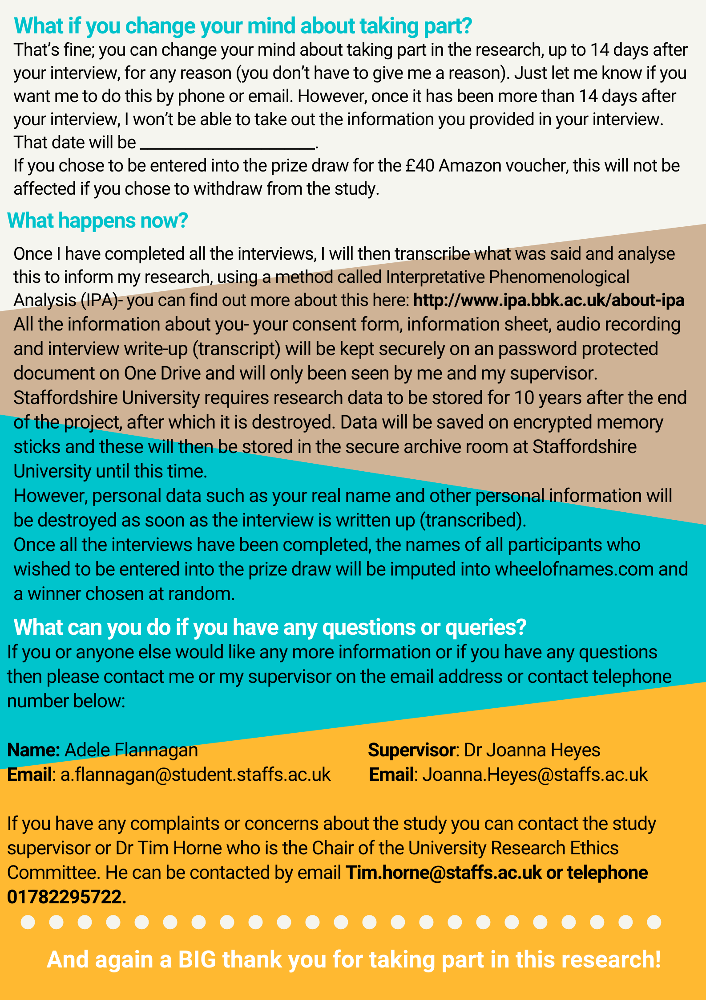 What if you change your mind about taking part?
That’s fine; you can change your mind about taking part in the research, up to 14 days after
your interview, for any reason (you don’t have to give me a reason). Just let me know if you
want me to do this by phone or email. However, once it has been more than 14 days after
your interview, I won’t be able to take out the information you provided in your interview.
That date will be ____________________.
If you chose to be entered into the prize draw for the £40 Amazon voucher, this will not be
affected if you chose to withdraw from the study.
What happens now?
Once I have completed all the interviews, I will then transcribe what was said and analyse
this to inform my research, using a method called Interpretative Phenomenological
Analysis (IPA)- you can find out more about this here: http://www.ipa.bbk.ac.uk/about-ipa
All the information about you- your consent form, information sheet, audio recording
and interview write-up (transcript) will be kept securely on an password protected
document on One Drive and will only been seen by me and my supervisor.
Staffordshire University requires research data to be stored for 10 years after the end
of the project, after which it is destroyed. Data will be saved on encrypted memory
sticks and these will then be stored in the secure archive room at Staffordshire
University until this time.
However, personal data such as your real name and other personal information will
be destroyed as soon as the interview is written up (transcribed).
Once all the interviews have been completed, the names of all participants who
wished to be entered into the prize draw will be imputed into wheelofnames.com and
a winner chosen at random.
What can you do if you have any questions or queries?
If you or anyone else would like any more information or if you have any questions
then please contact me or my supervisor on the email address or contact telephone
number below:
Name: Adele Flannagan
Email: a.flannagan@student.staffs.ac.uk
Supervisor: Dr Joanna Heyes
Email: Joanna.Heyes@staffs.ac.uk
If you have any complaints or concerns about the study you can contact the study
supervisor or Dr Tim Horne who is the Chair of the University Research Ethics
Committee. He can be contacted by email Tim.horne@staffs.ac.uk or telephone
01782295722.
And again a BIG thank you for taking part in this research!